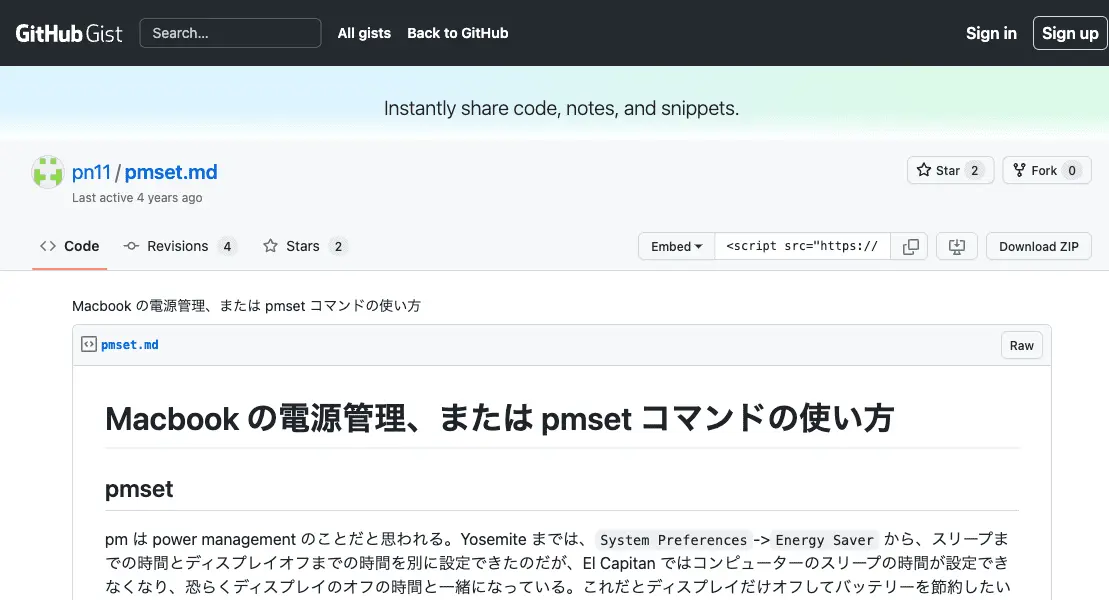 GitHub Gist Search... All gists Back to GitHub Sign in Sign up
Instantly share code, notes, and snippets.
pn11 / pmset.md Star 2 Fork 0
Last active 4 years ago
Code Revisions 4 Stars 2 Embed <script src="https:// Download ZIP
Macbook の電源管理、または pmset コマンドの使い方
pmset.md Raw
Macbook の電源管理、または pmset コマンドの使い方
pmset
pm は power management のことだと思われる。Yosemite までは、 System Preferences -> Energy Saver から、スリープま
での時間とディスプレイオフまでの時間を別に設定できたのだが、El Capitan ではコンピューターのスリープの時間が設定でき
なくなり、恐らくディスプレイのオフの時間と一緒になっている。これだとディスプレイだけオフしてバッテリーを節約したい